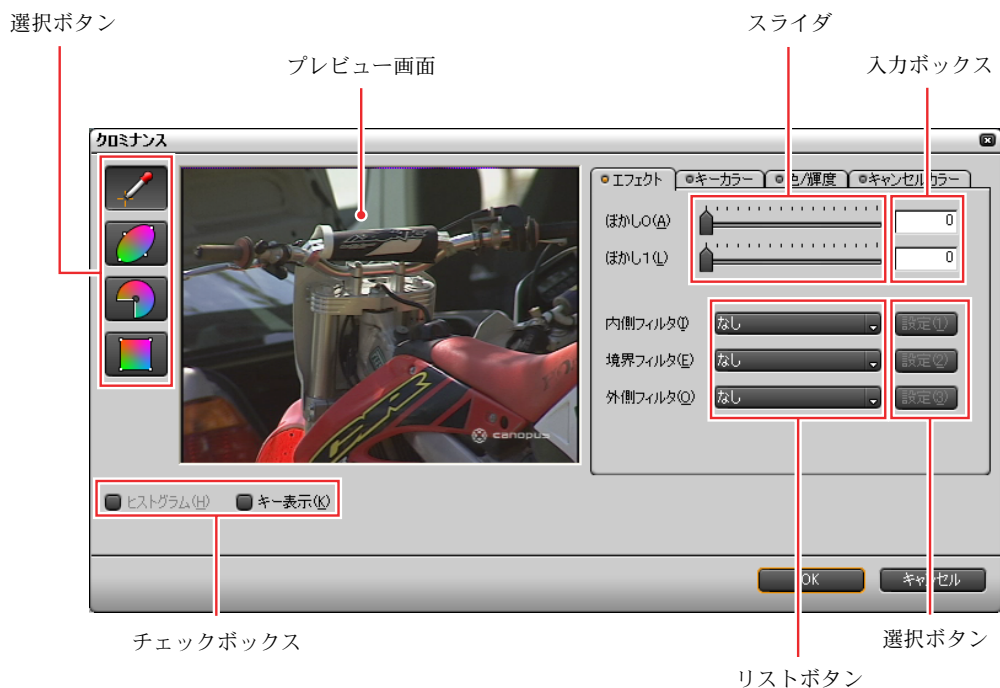 選択ボタン
スライダ
プレビュー画面
入力ボックス
クロミナンス
エフェクト
キーカラー
色/輝度
キャンセルカラー
ぼかし0(A)
0
ぼかし1(L)
0
内側フィルタ(I)
なし
設定(1)
境界フィルタ(E)
なし
設定(2)
外側フィルタ(O)
なし
設定(3)
canopus
ヒストグラム(H)
キー表示(K)
OK
キャンセル
チェックボックス
選択ボタン
リストボタン